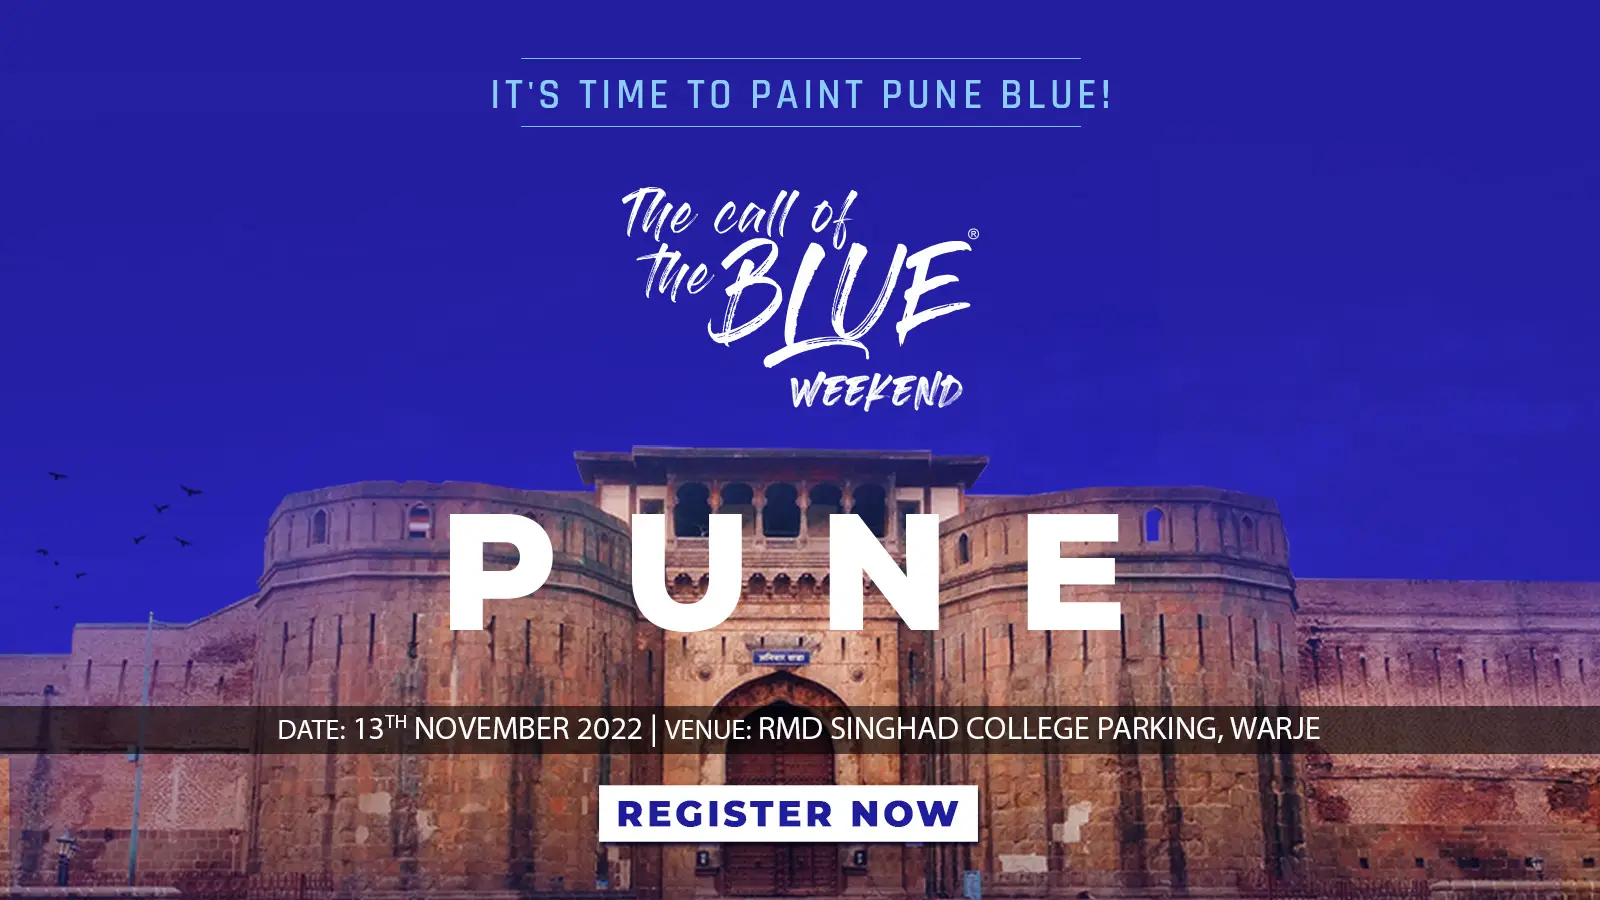 IT'S TIME TO PAINT PUNE BLUE!
The call of
the BLUE®
WEEKEND
PUNE
शनिवार वाडा
DATE: 13TH NOVEMBER 2022 | VENUE: RMD SINGHAD COLLEGE PARKING, WARJE
REGISTER NOW